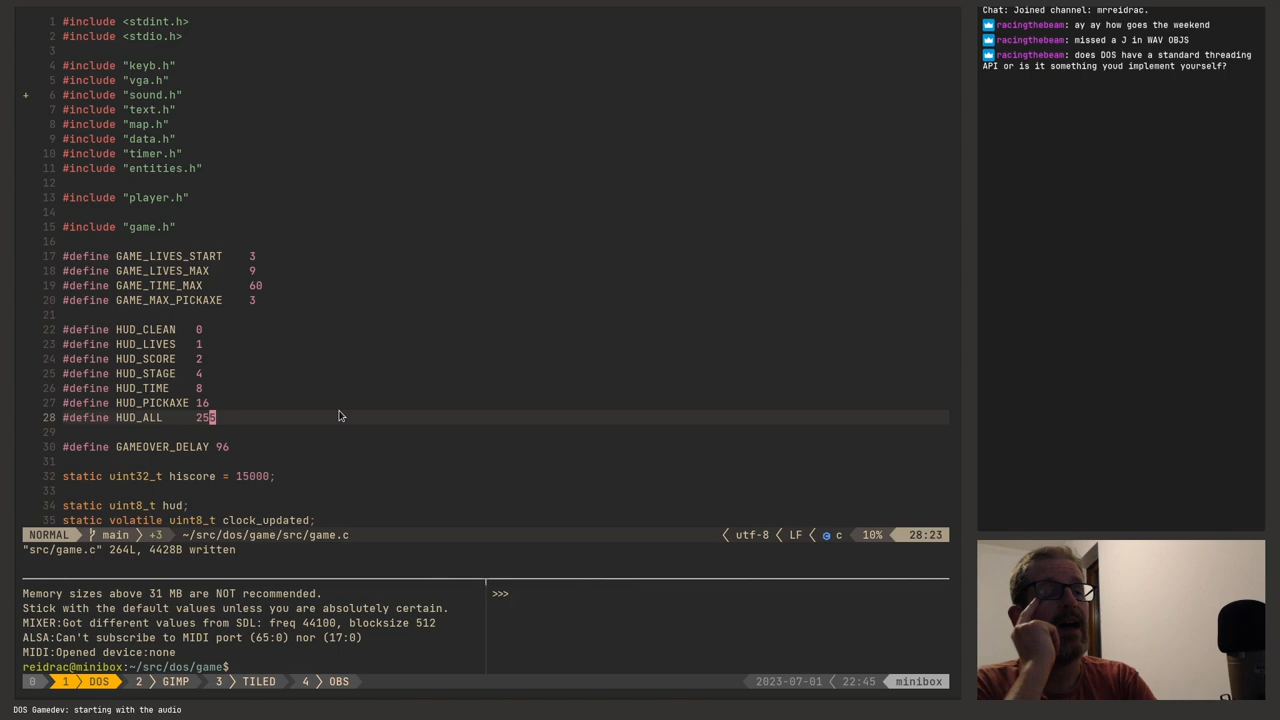 1 #include <stdint.h>
2 #include <stdio.h>
3
4 #include "keyb.h"
5 #include "vga.h"
+ 6 #include "sound.h"
7 #include "text.h"
8 #include "map.h"
9 #include "data.h"
10 #include "timer.h"
11 #include "entities.h"
12
13 #include "player.h"
14
15 #include "game.h"
16
17 #define GAME_LIVES_START 3
18 #define GAME_LIVES_MAX 9
19 #define GAME_TIME_MAX 60
20 #define GAME_MAX_PICKAXE 3
21
22 #define HUD_CLEAN 0
23 #define HUD_LIVES 1
24 #define HUD_SCORE 2
25 #define HUD_STAGE 4
26 #define HUD_TIME 8
27 #define HUD_PICKAXE 16
28 #define HUD_ALL 255
29
30 #define GAMEOVER_DELAY 96
31
32 static uint32_t hiscore = 15000;
33
34 static uint8_t hud;
35 static volatile uint8_t clock_updated;
NORMAL main +3 ~/src/dos/game/src/game.c utf-8 LF c 10% 28:23
"src/game.c" 264L, 4428B written
Memory sizes above 31 MB are NOT recommended.
Stick with the default values unless you are absolutely certain.
MIXER:Got different values from SDL: freq 44100, blocksize 512
ALSA:Can't subscribe to MIDI port (65:0) nor (17:0)
MIDI:Opened device:none
reidrac@minibox:~/src/dos/game$
>>>
0 1 DOS 2 GIMP 3 TILED 4 OBS 2023-07-01 22:45 minibox
DOS Gamedev: starting with the audio
Chat: Joined channel: mrreidrac.
racingthebeam: ay ay how goes the weekend
racingthebeam: missed a J in WAV OBJS
racingthebeam: does DOS have a standard threading
API or is it something youd implement yourself?